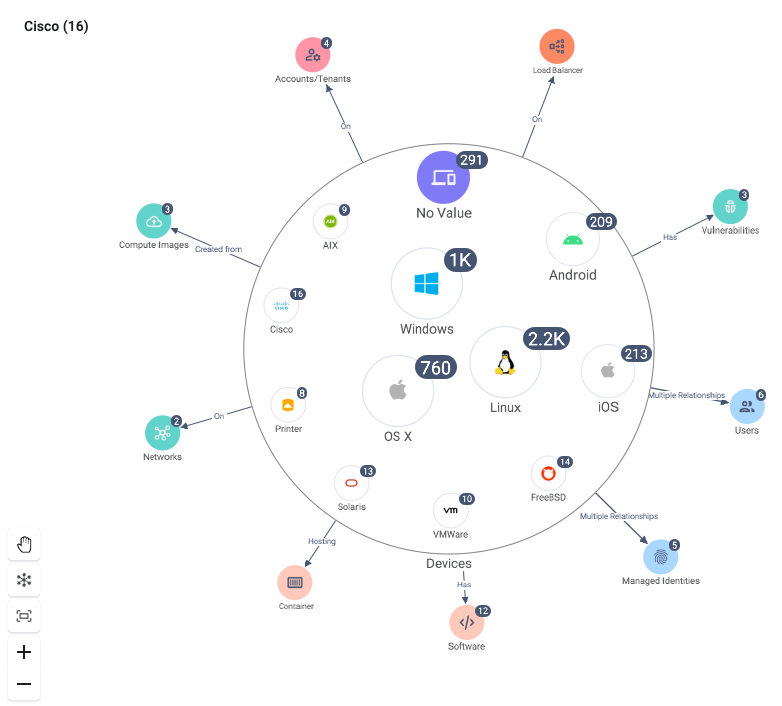 Cisco (16)
4
Accounts/Tenants
Load Balancer
On
On
291
No Value
3
Compute Images
Created from
9
AIX
AIX
209
Android
3
Vulnerabilities
Has
1K
Windows
16
cisco
Cisco
2.2K
Linux
760
OS X
213
iOS
8
Printer
On
2
Networks
Multiple Relationships
6
Users
13
Solaris
14
FreeBSD
10
vm
VMWare
Multiple Relationships
5
Managed Identities
Hosting
Container
Devices
Has
12
Software